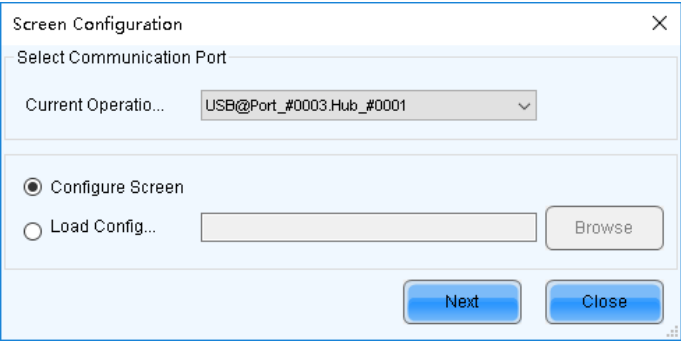 Screen Configuration
Select Communication Port
Current Operatio... USB@Port_#0003.Hub_#0001
Configure Screen
Load Config... Browse
Next Close